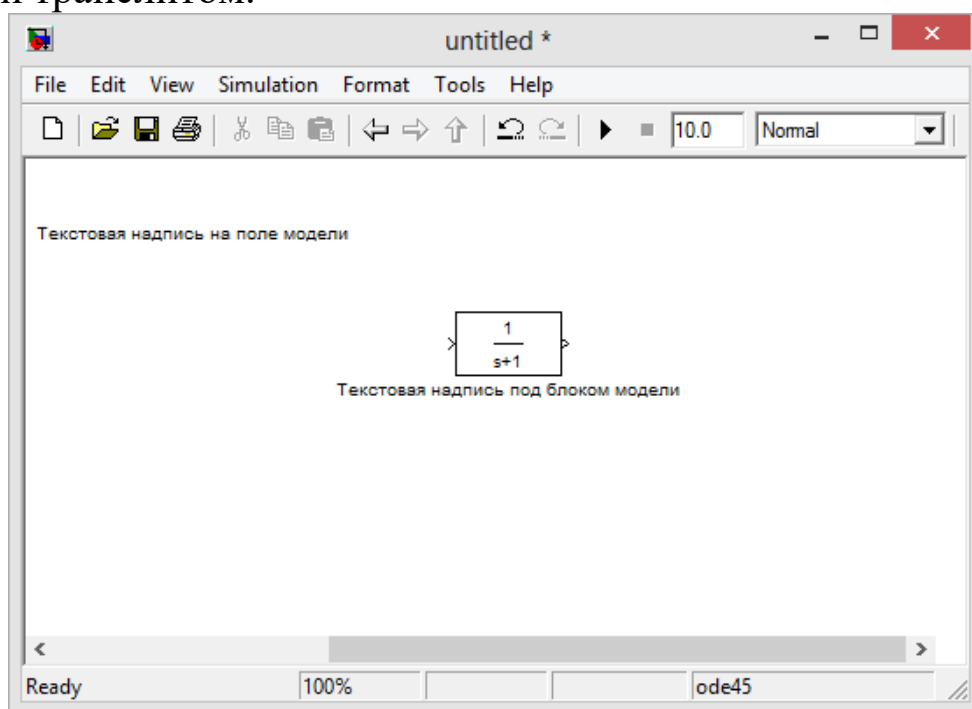 и транслитом.
untitled *
File Edit View Simulation Format Tools Help
10.0 Normal
Текстовая надпись на поле модели
1
s+1
Текстовая надпись под блоком модели
Ready 100% ode45